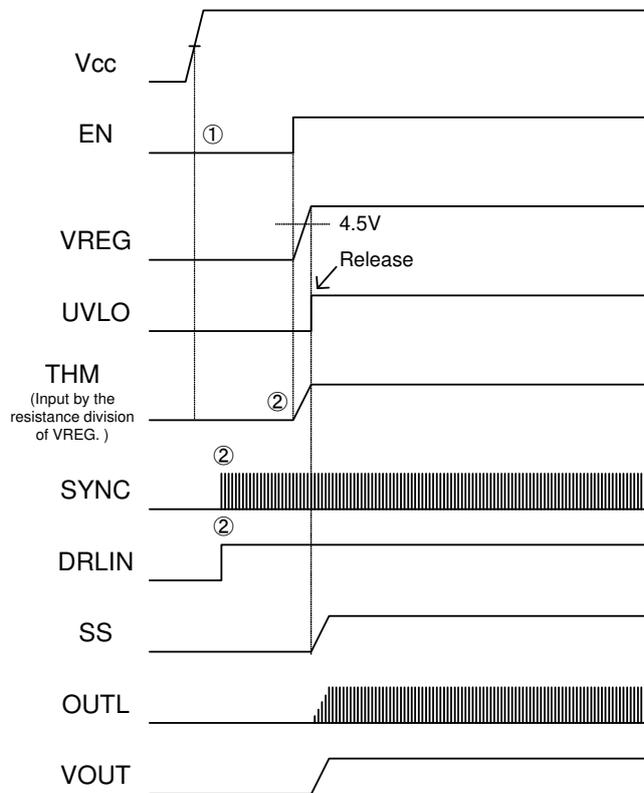 Vcc
EN
①
VREG
4.5V
Release
UVLO
THM
(Input by the
resistance division
of VREG. )
②
②
SYNC
②
DRLIN
SS
OUTL
VOUT